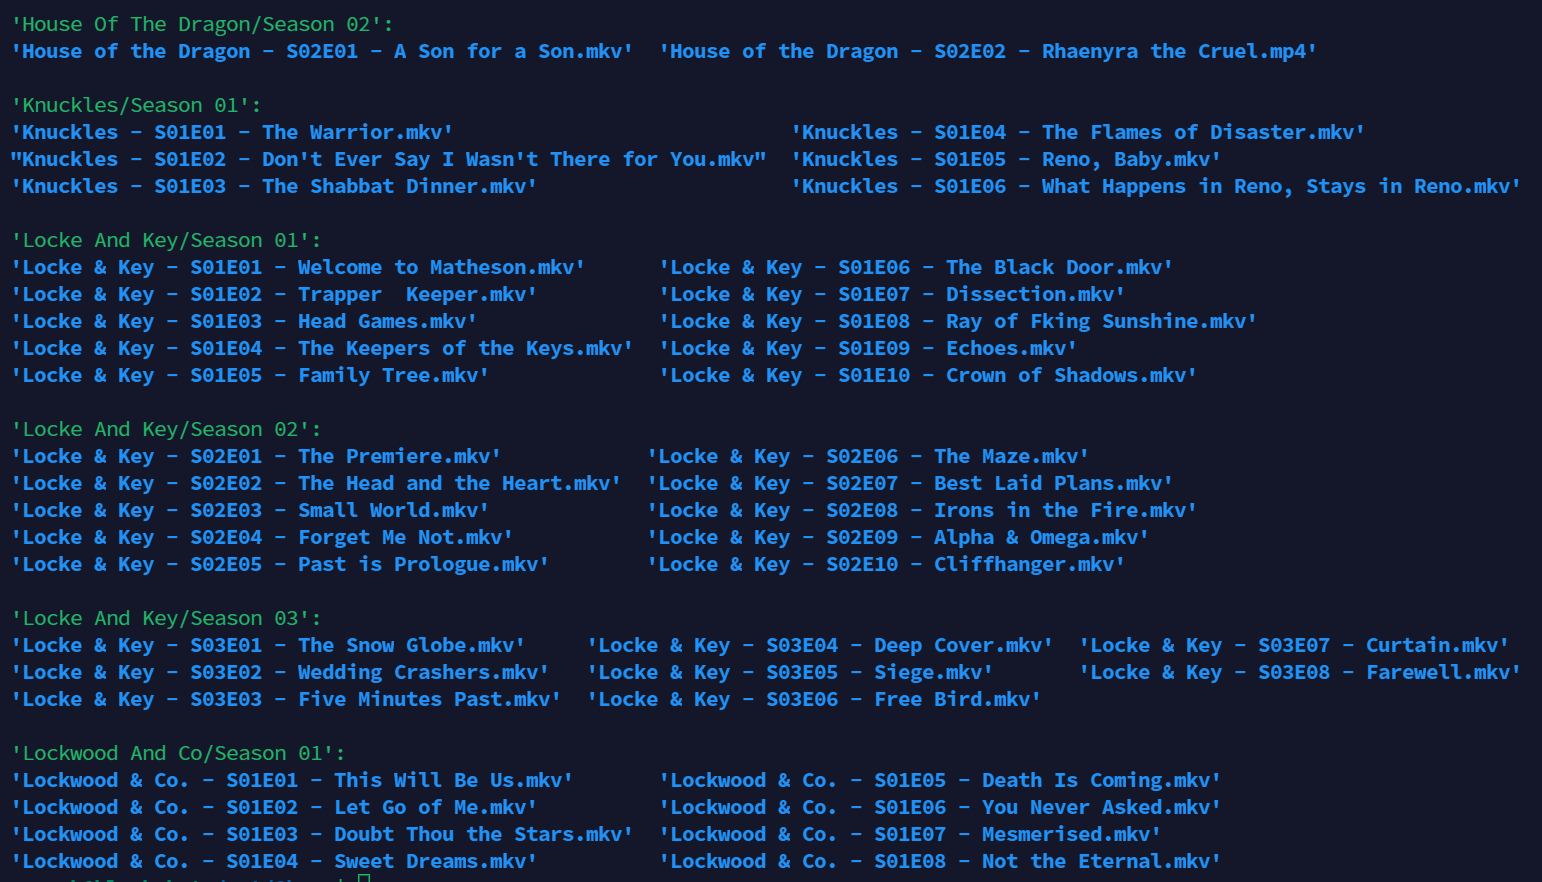 'House Of The Dragon/Season 02':
'House of the Dragon - S02E01 - A Son for a Son.mkv'  'House of the Dragon - S02E02 - Rhaenyra the Cruel.mp4'

'Knuckles/Season 01':
'Knuckles - S01E01 - The Warrior.mkv'                            'Knuckles - S01E04 - The Flames of Disaster.mkv'
"Knuckles - S01E02 - Don't Ever Say I Wasn't There for You.mkv"  'Knuckles - S01E05 - Reno, Baby.mkv'
'Knuckles - S01E03 - The Shabbat Dinner.mkv'                     'Knuckles - S01E06 - What Happens in Reno, Stays in Reno.mkv'

'Locke And Key/Season 01':
'Locke & Key - S01E01 - Welcome to Matheson.mkv'      'Locke & Key - S01E06 - The Black Door.mkv'
'Locke & Key - S01E02 - Trapper  Keeper.mkv'          'Locke & Key - S01E07 - Dissection.mkv'
'Locke & Key - S01E03 - Head Games.mkv'               'Locke & Key - S01E08 - Ray of Fking Sunshine.mkv'
'Locke & Key - S01E04 - The Keepers of the Keys.mkv'  'Locke & Key - S01E09 - Echoes.mkv'
'Locke & Key - S01E05 - Family Tree.mkv'              'Locke & Key - S01E10 - Crown of Shadows.mkv'

'Locke And Key/Season 02':
'Locke & Key - S02E01 - The Premiere.mkv'            'Locke & Key - S02E06 - The Maze.mkv'
'Locke & Key - S02E02 - The Head and the Heart.mkv'  'Locke & Key - S02E07 - Best Laid Plans.mkv'
'Locke & Key - S02E03 - Small World.mkv'             'Locke & Key - S02E08 - Irons in the Fire.mkv'
'Locke & Key - S02E04 - Forget Me Not.mkv'           'Locke & Key - S02E09 - Alpha & Omega.mkv'
'Locke & Key - S02E05 - Past is Prologue.mkv'        'Locke & Key - S02E10 - Cliffhanger.mkv'

'Locke And Key/Season 03':
'Locke & Key - S03E01 - The Snow Globe.mkv'     'Locke & Key - S03E04 - Deep Cover.mkv'  'Locke & Key - S03E07 - Curtain.mkv'
'Locke & Key - S03E02 - Wedding Crashers.mkv'   'Locke & Key - S03E05 - Siege.mkv'       'Locke & Key - S03E08 - Farewell.mkv'
'Locke & Key - S03E03 - Five Minutes Past.mkv'  'Locke & Key - S03E06 - Free Bird.mkv'

'Lockwood And Co/Season 01':
'Lockwood & Co. - S01E01 - This Will Be Us.mkv'       'Lockwood & Co. - S01E05 - Death Is Coming.mkv'
'Lockwood & Co. - S01E02 - Let Go of Me.mkv'          'Lockwood & Co. - S01E06 - You Never Asked.mkv'
'Lockwood & Co. - S01E03 - Doubt Thou the Stars.mkv'  'Lockwood & Co. - S01E07 - Mesmerised.mkv'
'Lockwood & Co. - S01E04 - Sweet Dreams.mkv'          'Lockwood & Co. - S01E08 - Not the Eternal.mkv'